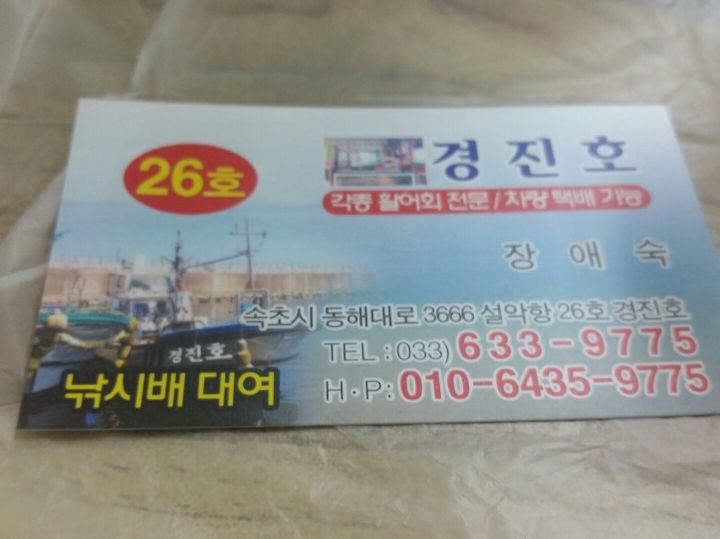 26호
경진호
각종 활어회 전문 / 차량 택배 가능
장애숙
경진호
속초시 동해대로 3666 설악항 26호 경진호
TEL : 033) 633-9775
낚시배 대여
H·P: 010-6435-9775